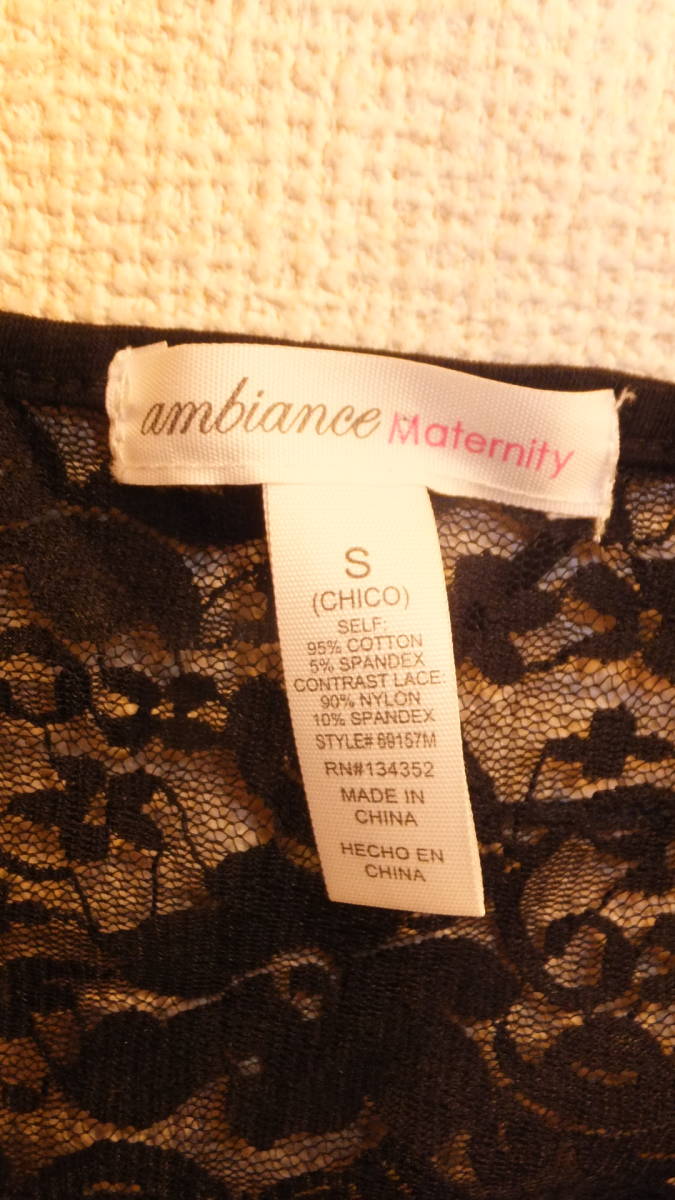 ambiance Maternity
S
(CHICO)
SELF:
95% COTTON
5% SPANDEX
CONTRAST LACE:
90% NYLON
10% SPANDEX
STYLE# 69157M
RN#134352
MADE IN
CHINA
HECHO EN
CHINA